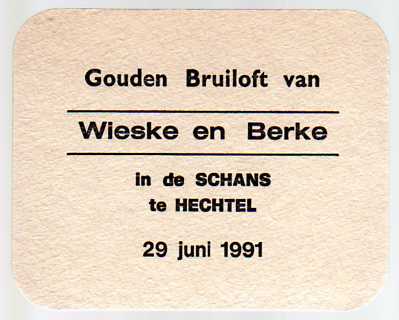 Gouden Bruiloft van
Wieske en Berke
in de SCHANS
te HECHTEL
29 juni 1991